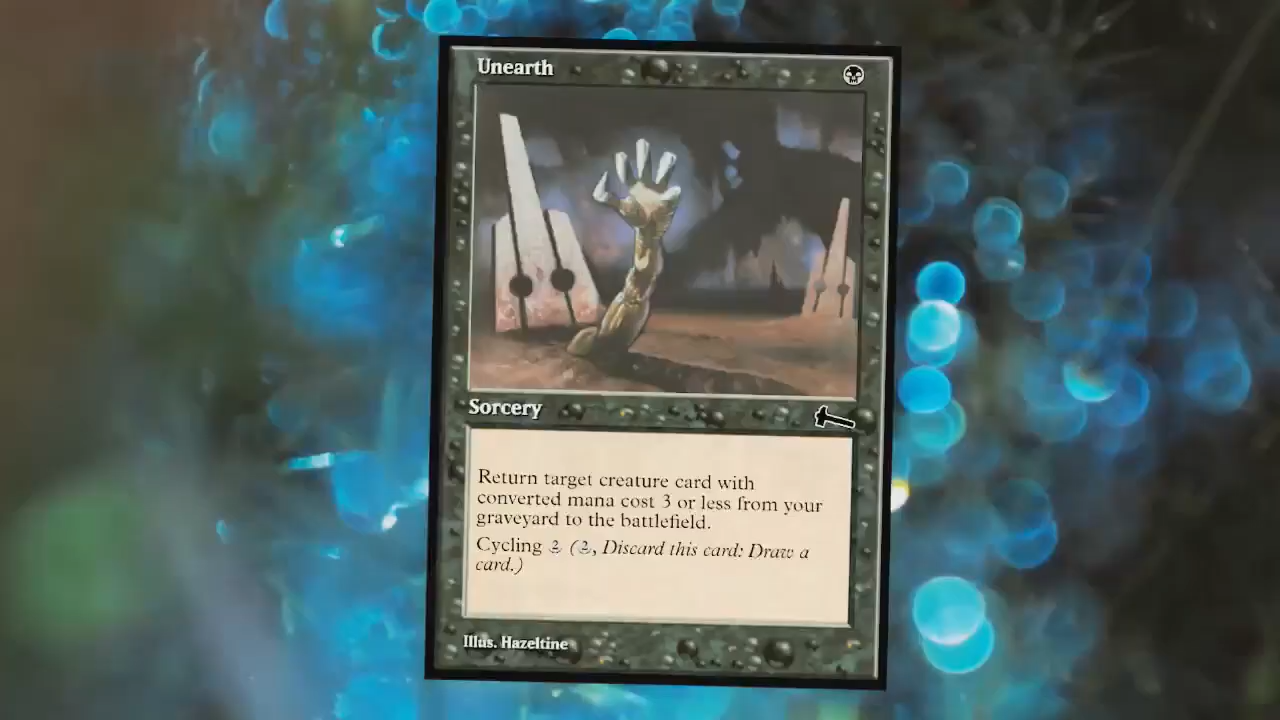 Unearth
Sorcery
Return target creature card with
converted mana cost 3 or less from your
graveyard to the battlefield.
Cycling 2 (2, Discard this card: Draw a
card.)
Illus. Hazeltine